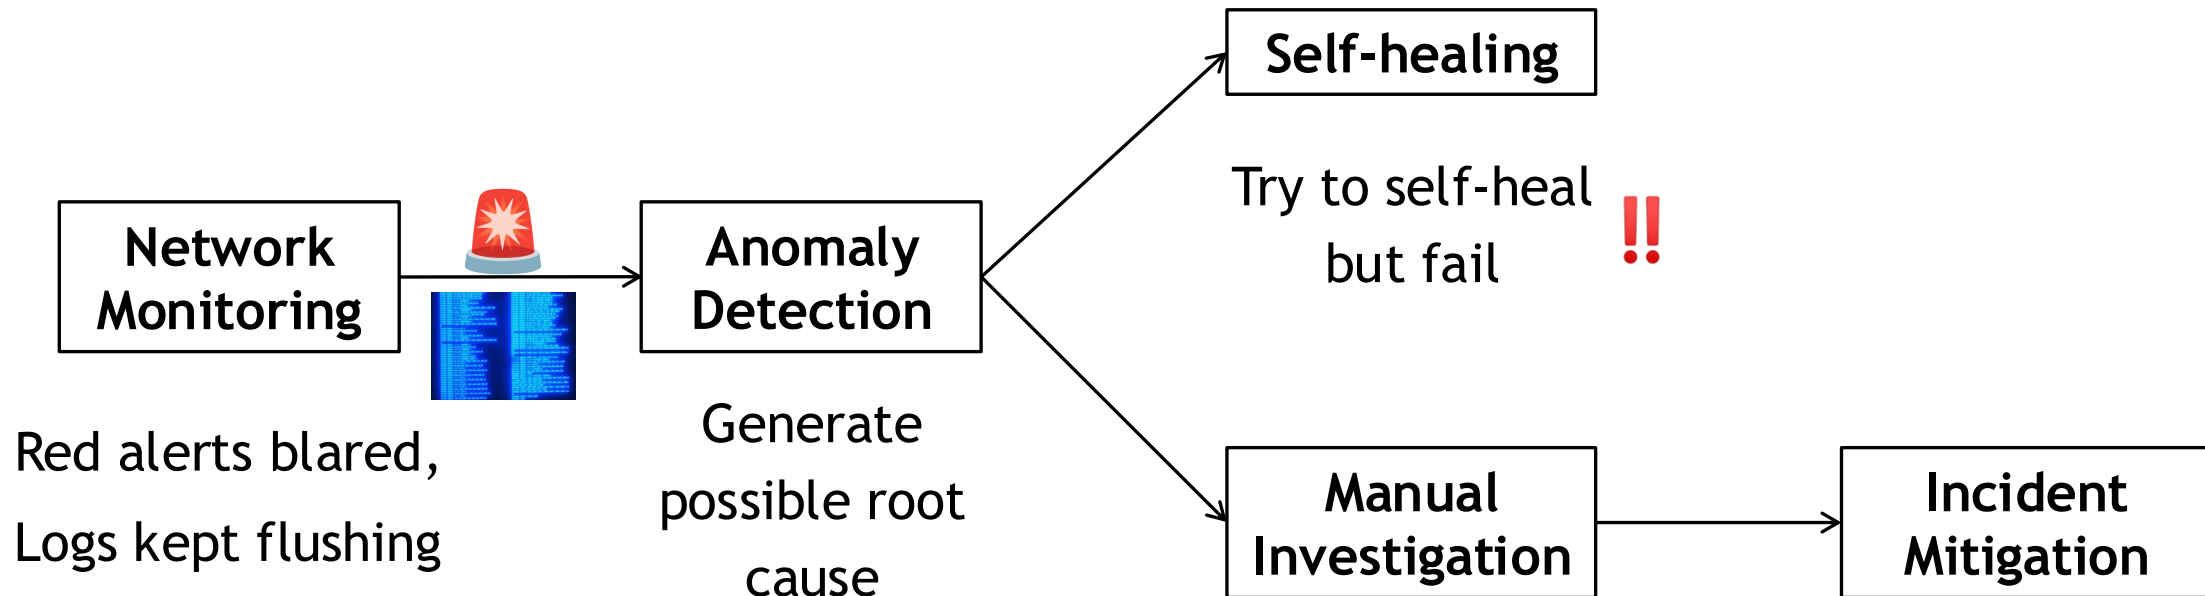 Self-healing
Try to self-heal
but fail
Network
Monitoring
Red alerts blared,
Logs kept flushing
Anomaly
Detection
Generate
possible root
cause
Manual
Investigation
Incident
Mitigation